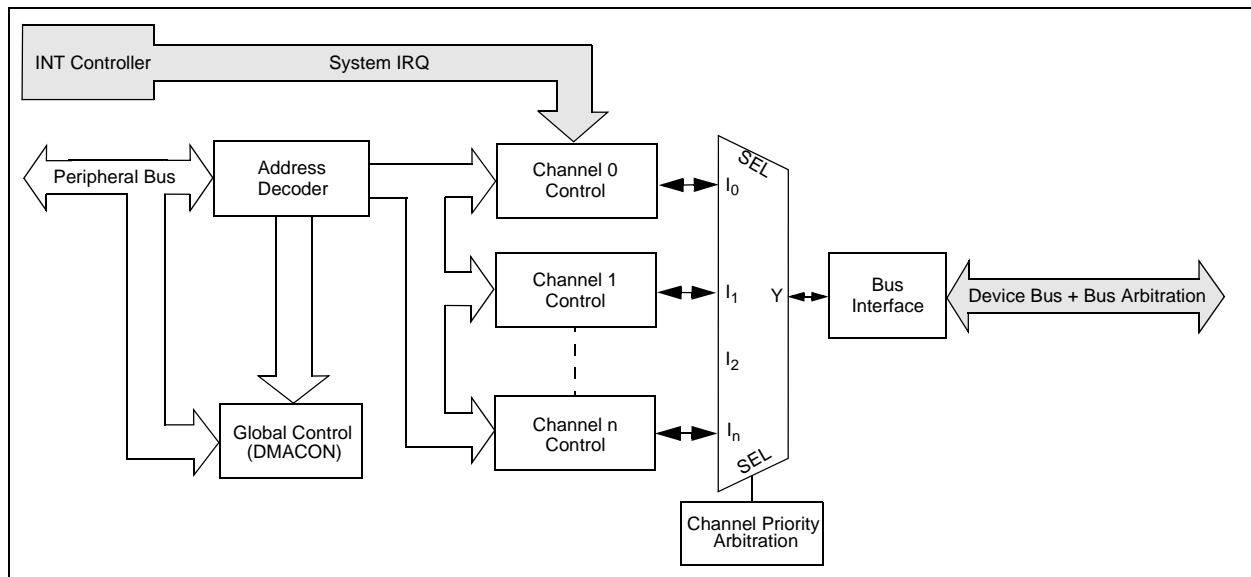 INT Controller
System IRQ
Peripheral Bus
Address
Decoder
Channel 0
Control
SEL
I0
Channel 1
Control
I1
Y
Bus
Interface
Device Bus + Bus Arbitration
I2
Global Control
(DMACON)
Channel n
Control
In
SEL
Channel Priority
Arbitration